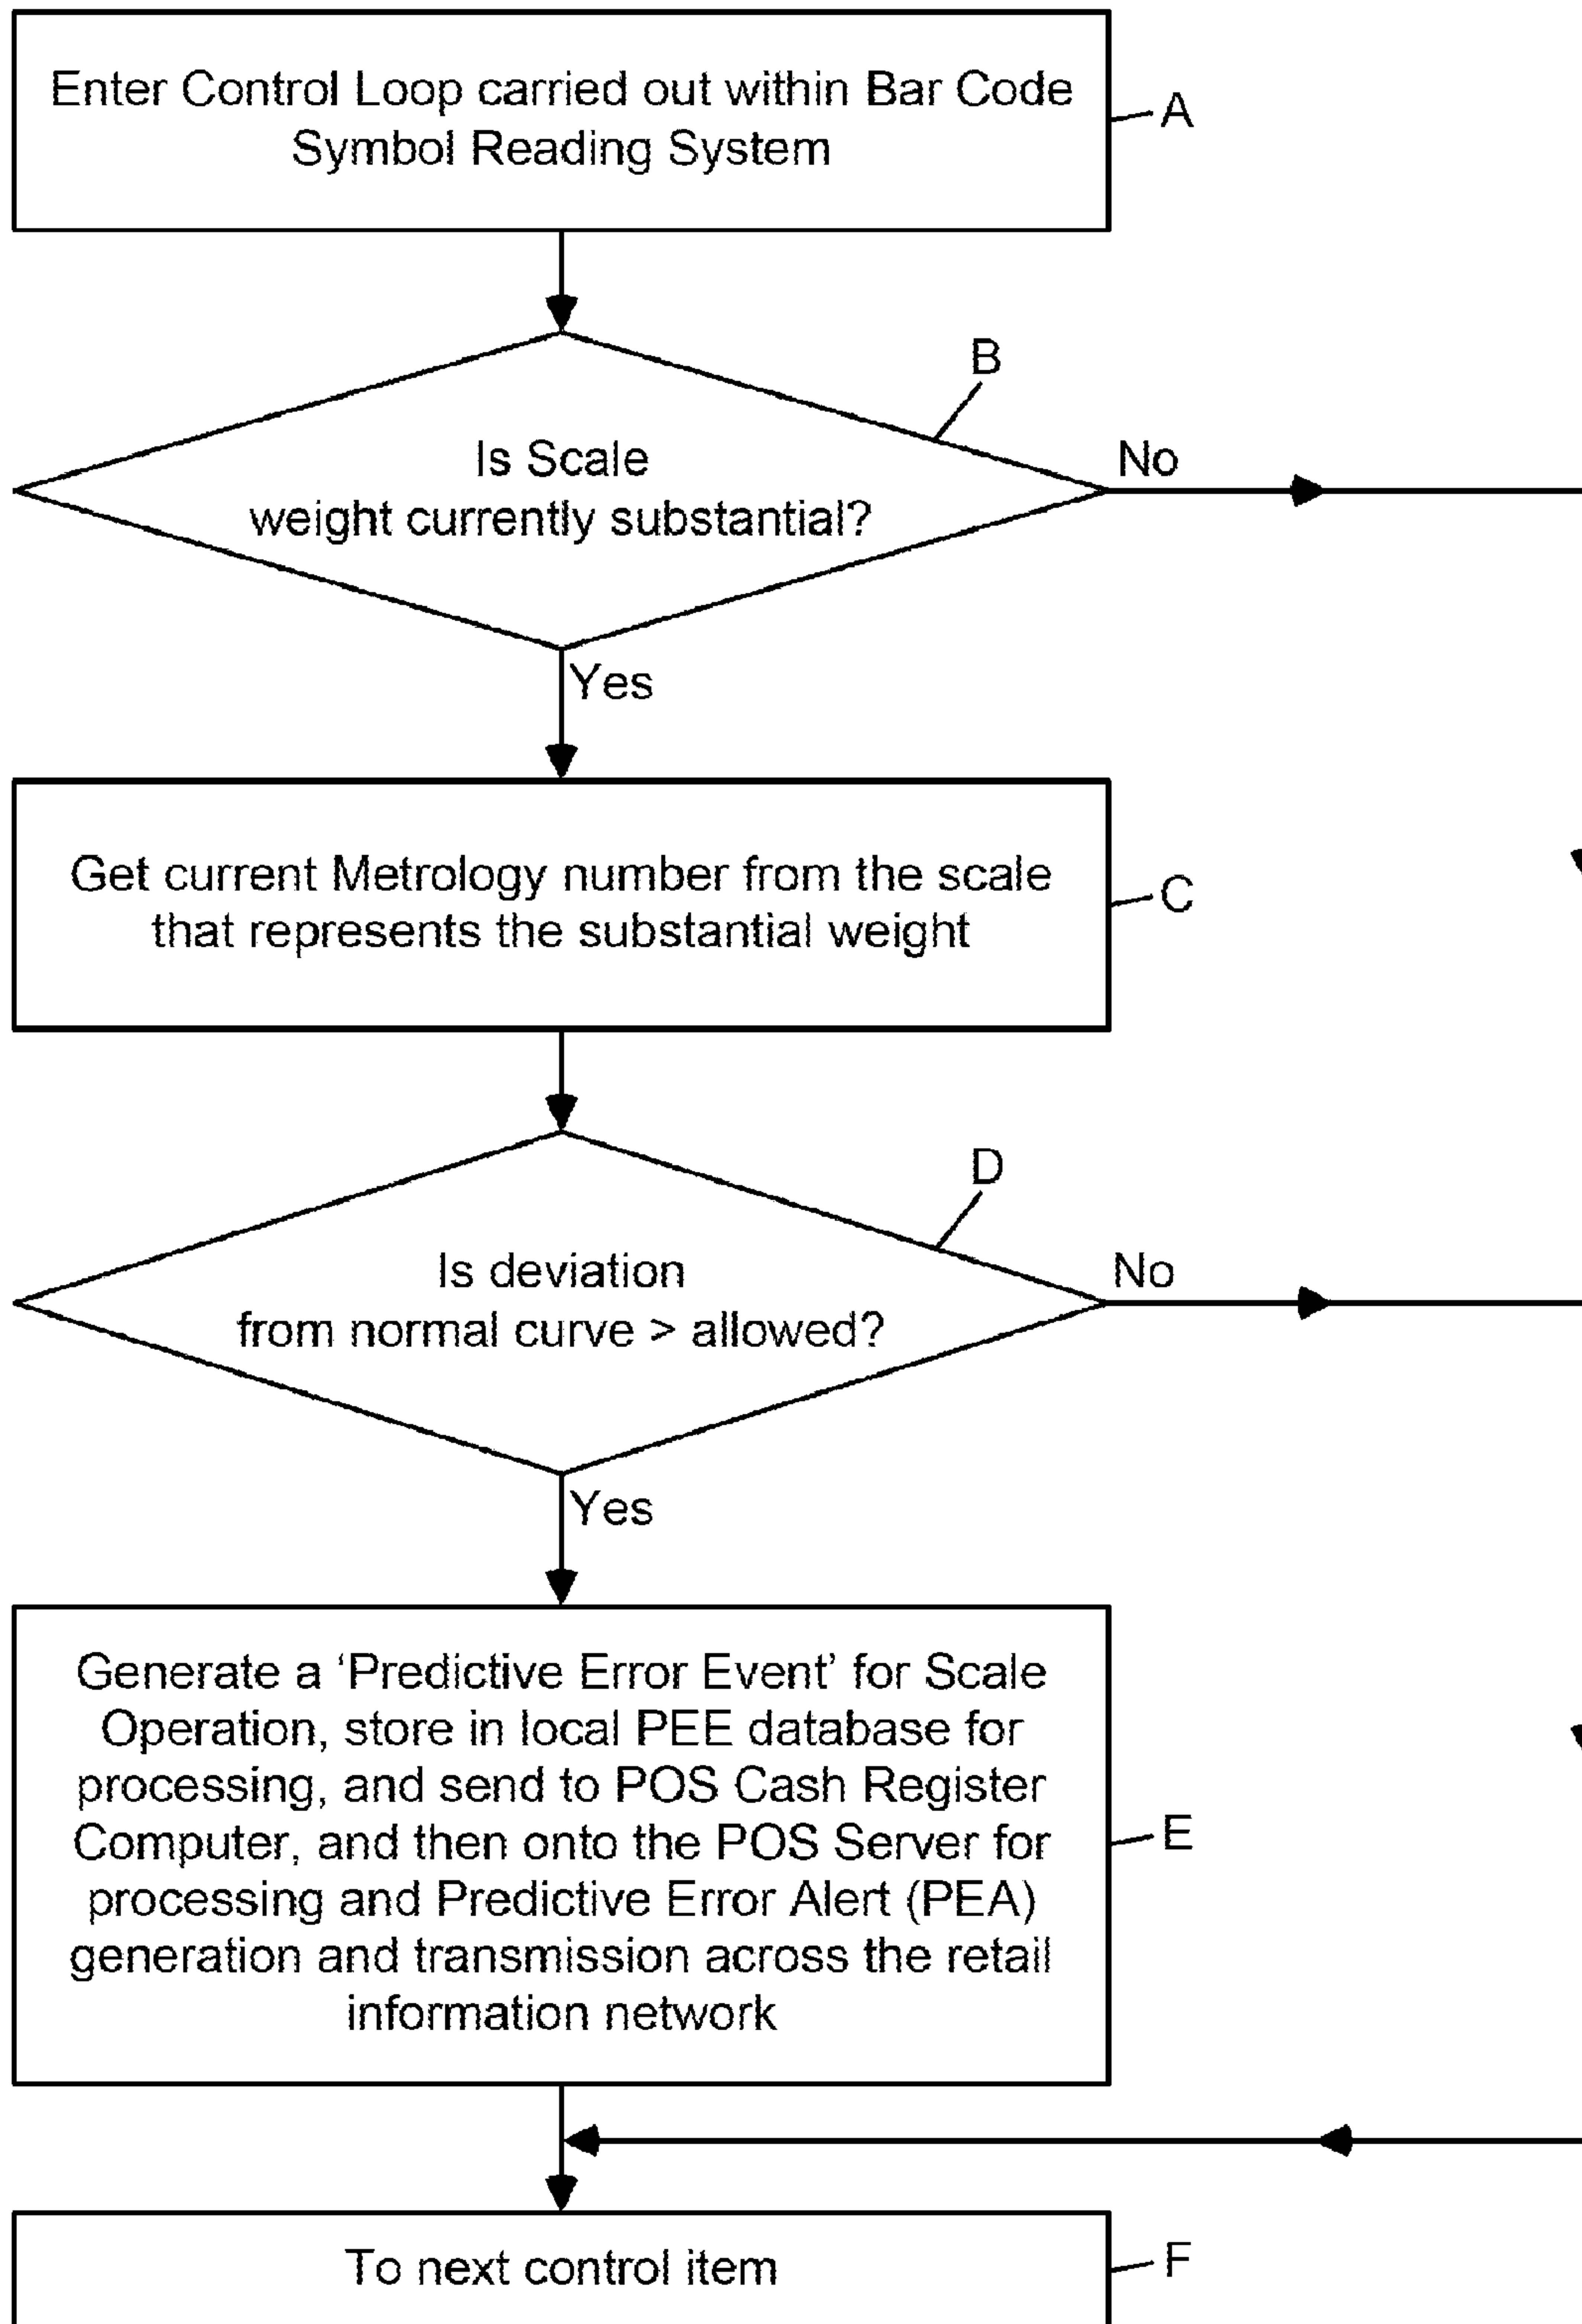 Enter Control Loop carried out within Bar Code
Symbol Reading System
A
B
Is Scale
weight currently substantial?
No
Yes
Get current Metrology number from the scale
that represents the substantial weight
C
D
Is deviation
from normal curve > allowed?
No
Yes
Generate a ‘Predictive Error Event’ for Scale
Operation, store in local PEE database for
processing, and send to POS Cash Register
Computer, and then onto the POS Server for
processing and Predictive Error Alert (PEA)
generation and transmission across the retail
information network
E
To next control item
F